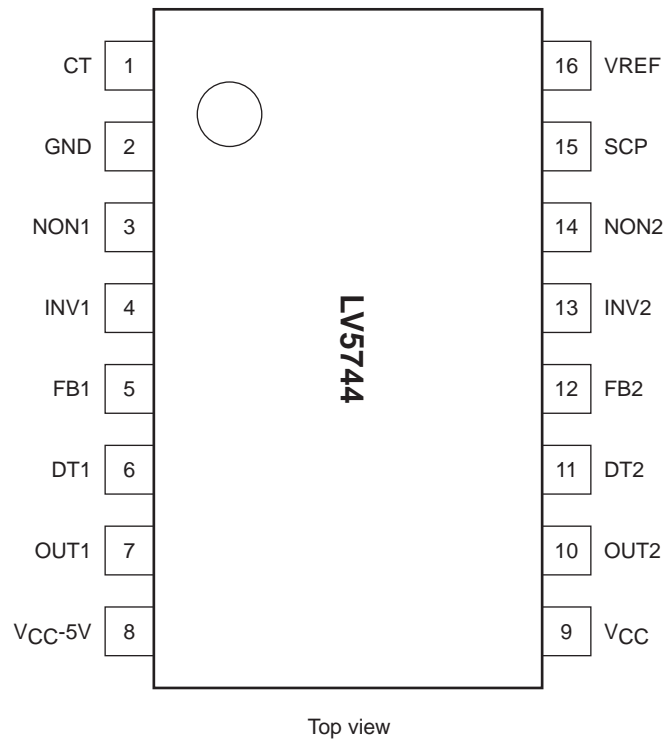 CT 1
GND 2
NON1 3
INV1 4
FB1 5
DT1 6
OUT1 7
VCC-5V 8
LV5744
16 VREF
15 SCP
14 NON2
13 INV2
12 FB2
11 DT2
10 OUT2
9 VCC
Top view